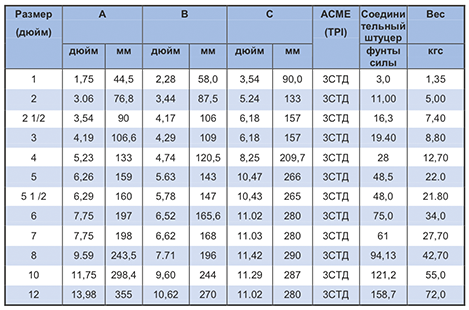 Размер (дюйм) A B C ACME (TPI) Соедини тельный штуцер Вес
дюйм мм дюйм мм дюйм мм фунты силы кгс
1 1,75 44,5 2,28 58,0 3,54 90,0 3СТД 3,0 1,35
2 3.06 76,8 3,44 87,5 5.24 133 3СТД 11,00 5,00
2 1/2 3,54 90 4,17 106 6,18 157 3СТД 16,3 7,40
3 4,19 106,6 4,29 109 6,18 157 3СТД 19.40 8,80
4 5,23 133 4,74 120,5 8,25 209,7 3СТД 28 12,70
5 6,26 159 5.63 143 10,47 266 3СТД 48,5 22.0
5 1 /2 6,29 160 5,78 147 10,43 265 3СТД 48,0 21.80
6 7,75 197 6,52 165,6 11.02 280 3СТД 75,0 34,0
7 7,75 198 6,62 168 11.03 280 3СТД 61 27,70
8 9.59 243,5 7.71 196 11,42 290 3СТД 94,13 42,70
10 11,75 298,4 9,60 244 11.29 287 3СТД 121,2 55,0
12 13,98 355 10,62 270 11.02 280 3СТД 158,7 72,0